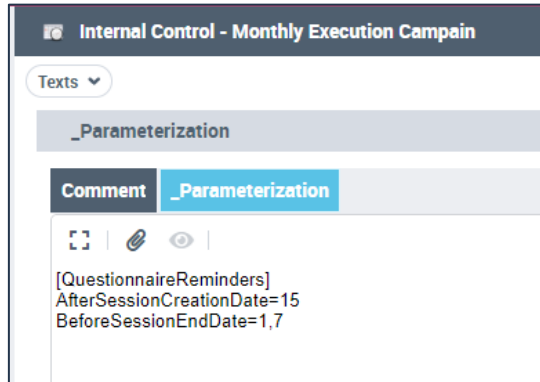 Internal Control - Monthly Execution Campain
Texts
_Parameterization
Comment
_Parameterization
[QuestionnaireReminders]
AfterSessionCreationDate=15
BeforeSessionEndDate=1,7